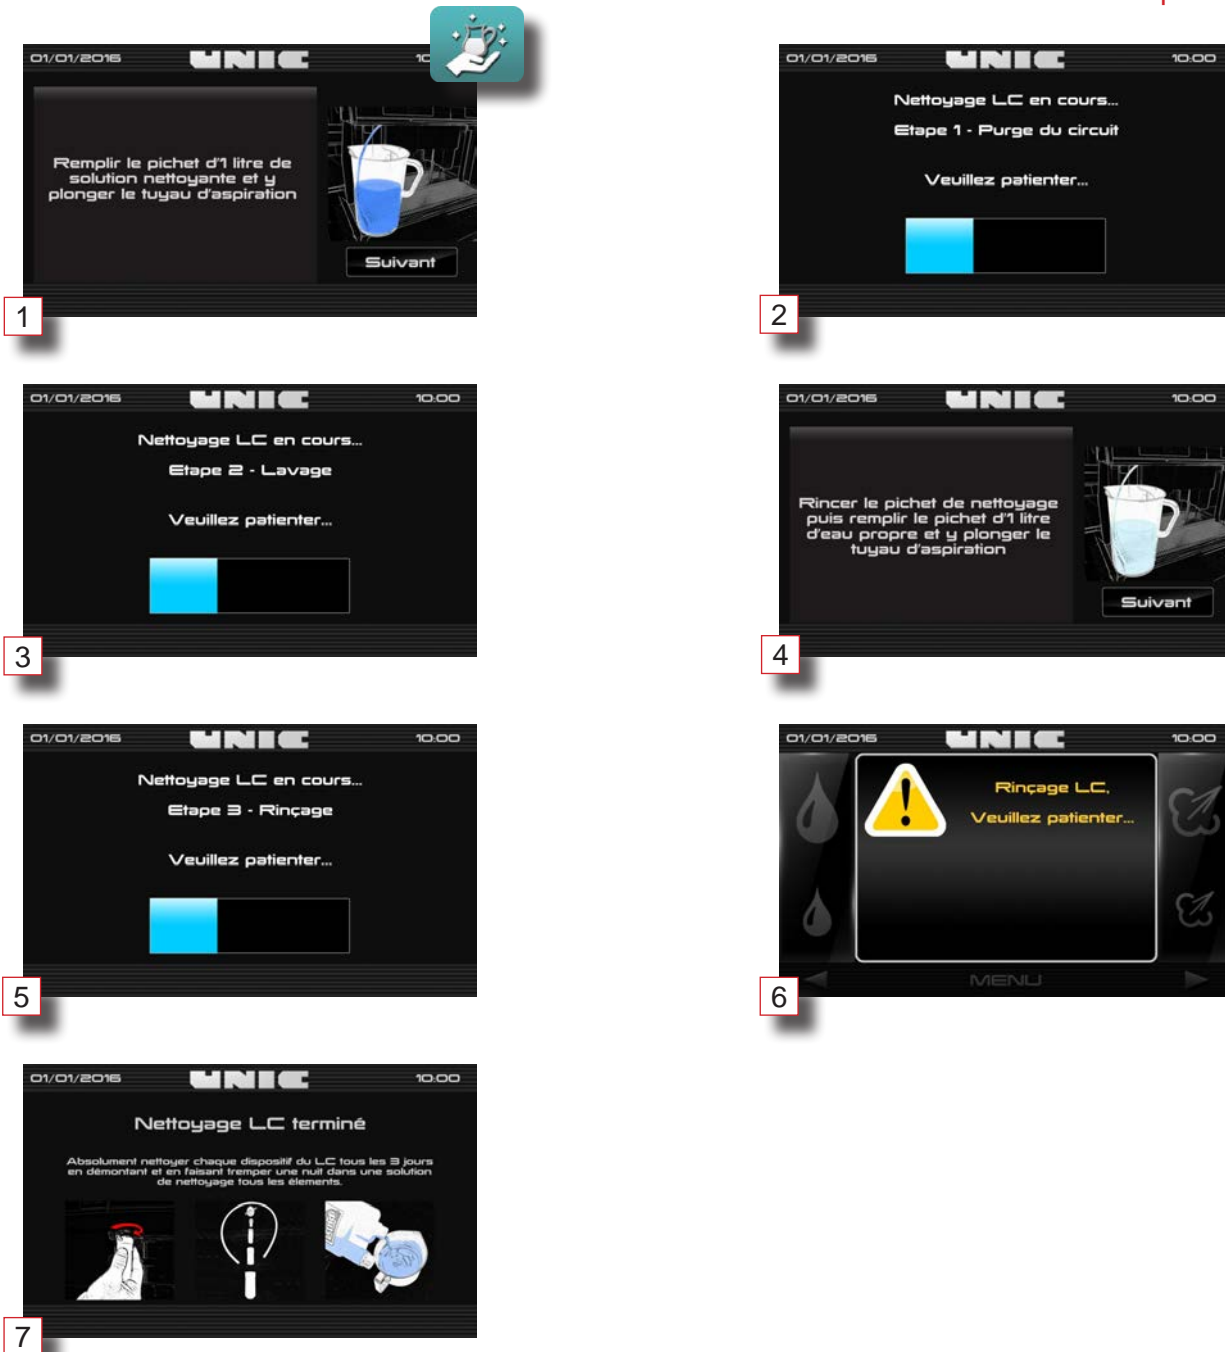 01/01/2016 UNIC
Remplir le pichet d'1 litre de
solution nettoyante et y
plonger le tuyau d'aspiration
Suivant
1
01/01/2016 UNIC 10:00
Nettoyage LC en cours...
Etape 1 - Purge du circuit
Veuillez patienter...
2
01/01/2016 UNIC 10:00
Nettoyage LC en cours...
Etape 2 - Lavage
Veuillez patienter...
3
01/01/2016 UNIC 10:00
Rincer le pichet de nettoyage
puis remplir le pichet d'1 litre
d'eau propre et y plonger le
tuyau d'aspiration
Suivant
4
01/01/2016 UNIC 10:00
Nettoyage LC en cours...
Etape 3 - Rinçage
Veuillez patienter...
5
01/01/2016 UNIC 10:00
Rinçage LC,
Veuillez patienter...
MENU
6
01/01/2016 UNIC 10:00
Nettoyage LC terminé
Absolument nettoyer chaque dispositif du LC tous les 3 jours
en démontant et en faisant tremper une nuit dans une solution
de nettoyage tous les élements.
7